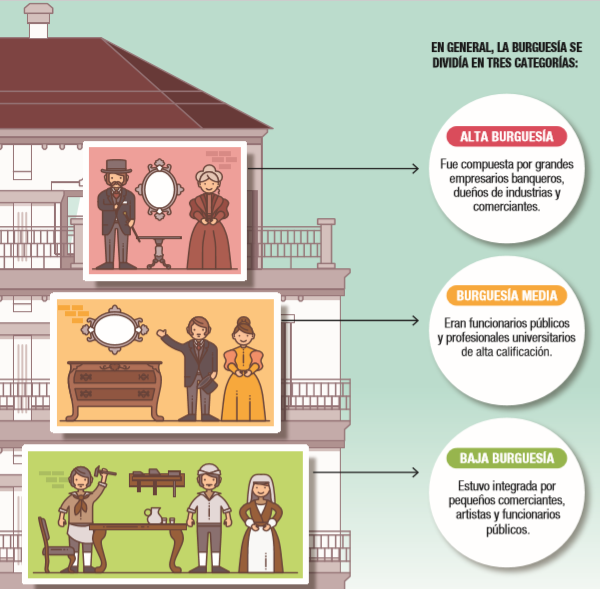 EN GENERAL, LA BURGUESÍA SE
DIVIDÍA EN TRES CATEGORÍAS:
ALTA BURGUESÍA
Fue compuesta por grandes
empresarios banqueros,
dueños de industrias y
comerciantes.
BURGUESÍA MEDIA
Eran funcionarios públicos
y profesionales universitarios
de alta calificación.
BAJA BURGUESÍA
Estuvo integrada por
pequeños comerciantes,
artistas y funcionarios
públicos.